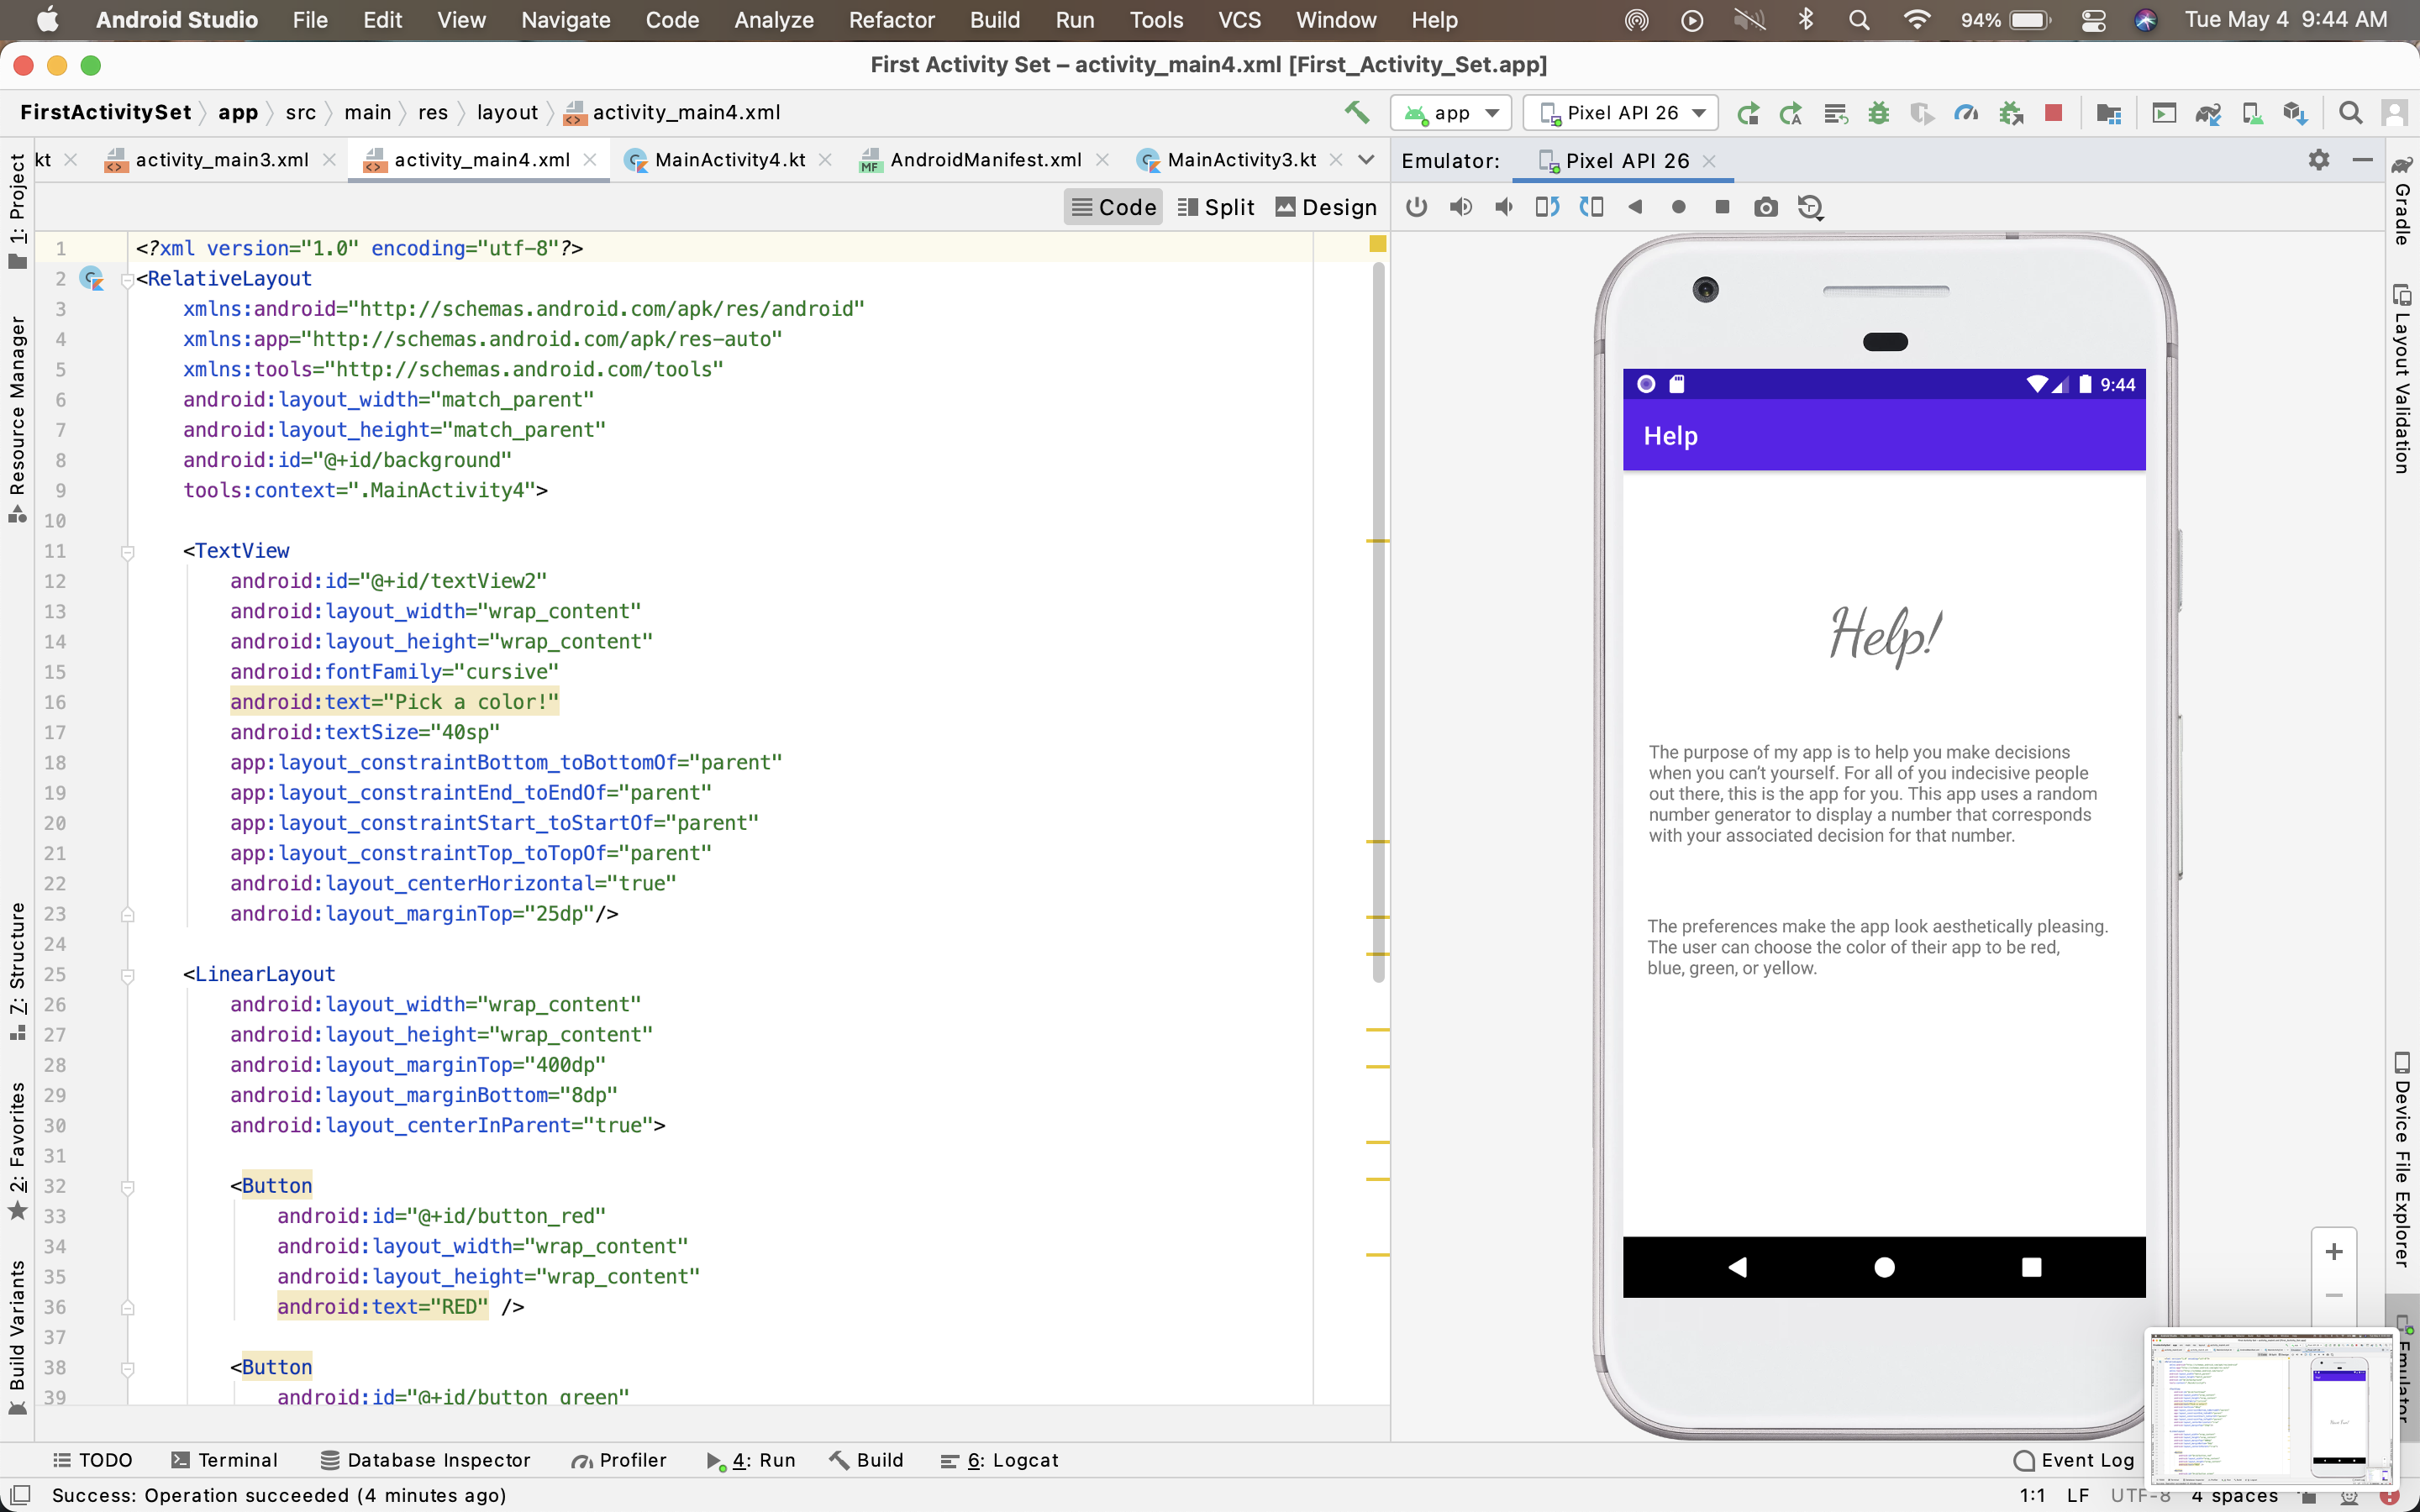 Android Studio File Edit View Navigate Code Analyze Refactor Build Run Tools VCS Window Help 94% Tue May 4 9:44 AM
First Activity Set – activity_main4.xml [First_Activity_Set.app]
FirstActivitySet app src main res layout activity_main4.xml app Pixel API 26
kt activity_main3.xml activity_main4.xml MainActivity4.kt AndroidManifest.xml MainActivity3.kt Emulator: Pixel API 26
Code Split Design
1 <?xml version="1.0" encoding="utf-8"?>
2 <RelativeLayout
3 xmlns:android="http://schemas.android.com/apk/res/android"
4 xmlns:app="http://schemas.android.com/apk/res-auto"
5 xmlns:tools="http://schemas.android.com/tools"
6 android:layout_width="match_parent"
7 android:layout_height="match_parent"
8 android:id="@+id/background"
9 tools:context=".MainActivity4">
10
11 <TextView
12 android:id="@+id/textView2"
13 android:layout_width="wrap_content"
14 android:layout_height="wrap_content"
15 android:fontFamily="cursive"
16 android:text="Pick a color!"
17 android:textSize="40sp"
18 app:layout_constraintBottom_toBottomOf="parent"
19 app:layout_constraintEnd_toEndOf="parent"
20 app:layout_constraintStart_toStartOf="parent"
21 app:layout_constraintTop_toTopOf="parent"
22 android:layout_centerHorizontal="true"
23 android:layout_marginTop="25dp"/>
24
25 <LinearLayout
26 android:layout_width="wrap_content"
27 android:layout_height="wrap_content"
28 android:layout_marginTop="400dp"
29 android:layout_marginBottom="8dp"
30 android:layout_centerInParent="true">
31
32 <Button
33 android:id="@+id/button_red"
34 android:layout_width="wrap_content"
35 android:layout_height="wrap_content"
36 android:text="RED" />
37
38 <Button
39 android:id="@+id/button_green"
9:44
Help
Help!
The purpose of my app is to help you make decisions
when you can't yourself. For all of you indecisive people
out there, this is the app for you. This app uses a random
number generator to display a number that corresponds
with your associated decision for that number.
The preferences make the app look aesthetically pleasing.
The user can choose the color of their app to be red,
blue, green, or yellow.
1: Project
Resource Manager
7: Structure
2: Favorites
Build Variants
Gradle
Layout Validation
Device File Explorer
Emulator
TODO Terminal Database Inspector Profiler 4: Run Build 6: Logcat Event Log
Success: Operation succeeded (4 minutes ago) 1:1 LF UTF-8 4 spaces